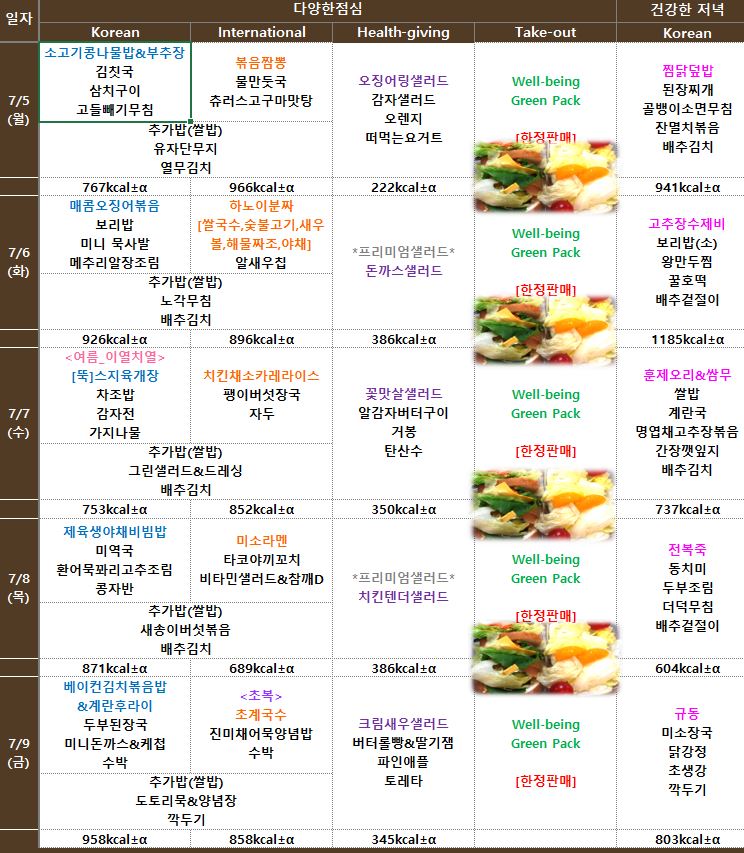 일자 다양한점심 건강한 저녁
Korean International Health-giving Take-out Korean
7/5
(월)
소고기콩나물밥&부추장
김칫국
삼치구이
고들빼기무침
볶음짬뽕
물만둣국
츄러스고구마맛탕
추가밥(쌀밥)
유자단무지
열무김치
오징어링샐러드
감자샐러드
오렌지
떠먹는요거트
Well-being
Green Pack
[한정판매]
찜닭덮밥
된장찌개
골뱅이소면무침
잔멸치볶음
배추김치
767kcal±α 966kcal±α 222kcal±α 941kcal±α
7/6
(화)
매콤오징어볶음
보리밥
미니 묵사발
메추리알장조림
하노이분짜
[쌀국수,숯불고기,새우
볼,해물짜조,야채]
알새우칩
추가밥(쌀밥)
노각무침
배추김치
*프리미엄샐러드*
돈까스샐러드
Well-being
Green Pack
[한정판매]
고추장수제비
보리밥(소)
왕만두찜
꿀호떡
배추겉절이
926kcal±α 896kcal±α 386kcal±α 1185kcal±α
7/7
(수)
<여름_이열치열>
[뚝]스지육개장
차조밥
감자전
가지나물
치킨채소카레라이스
팽이버섯장국
자두
추가밥(쌀밥)
그린샐러드&드레싱
배추김치
꽃맛살샐러드
알감자버터구이
거봉
탄산수
Well-being
Green Pack
[한정판매]
훈제오리&쌈무
쌀밥
계란국
명엽채고추장볶음
간장깻잎지
배추김치
753kcal±α 852kcal±α 350kcal±α 737kcal±α
7/8
(목)
제육생야채비빔밥
미역국
환어묵꽈리고추조림
콩자반
미소라멘
타코야끼꼬치
비타민샐러드&참깨D
추가밥(쌀밥)
새송이버섯볶음
배추김치
*프리미엄샐러드*
치킨텐더샐러드
Well-being
Green Pack
[한정판매]
전복죽
동치미
두부조림
더덕무침
배추겉절이
871kcal±α 689kcal±α 386kcal±α 604kcal±α
7/9
(금)
베이컨김치볶음밥
&계란후라이
두부된장국
미니돈까스&케첩
수박
<초복>
초계국수
진미채어묵양념밥
수박
추가밥(쌀밥)
도토리묵&양념장
깍두기
크림새우샐러드
버터롤빵&딸기잼
파인애플
토레타
Well-being
Green Pack
[한정판매]
규동
미소장국
닭강정
초생강
깍두기
958kcal±α 858kcal±α 345kcal±α 803kcal±α